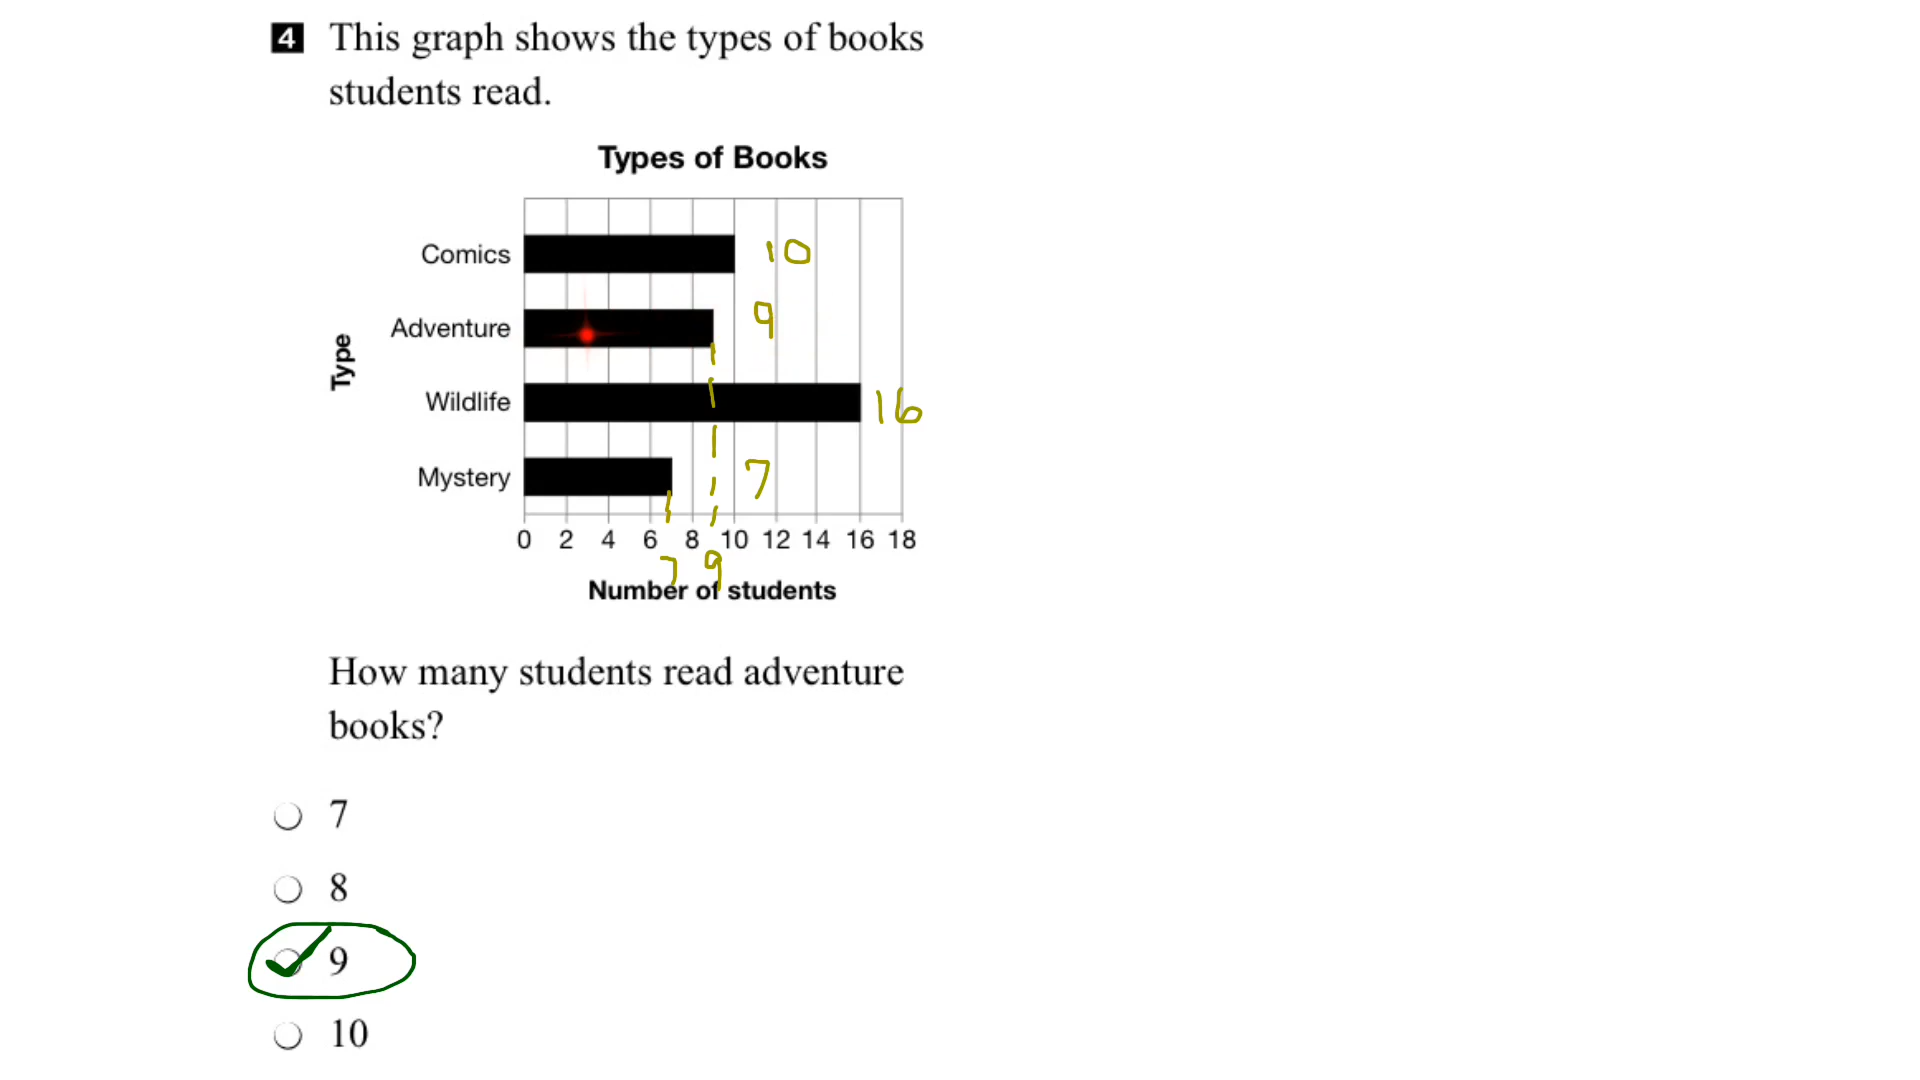 4 This graph shows the types of books
students read.
Types of Books
Comics 10
Adventure 9
Type
Wildlife 16
Mystery 7
0 2 4 6 8 10 12 14 16 18
7 9
Number of students
How many students read adventure
books?
7
8
9
10